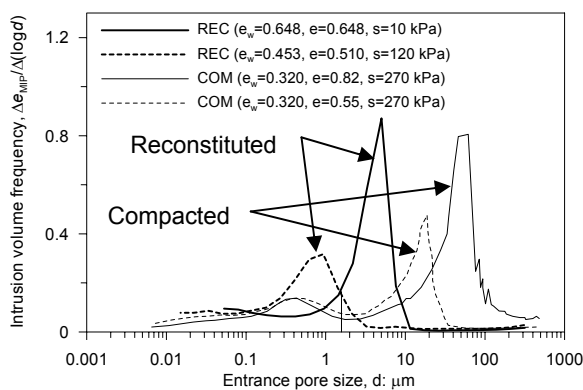 1.2
0.8
0.4
0
Intrusion volume frequency, Δe_MIP/Δ(logd)
REC (e_w=0.648, e=0.648, s=10 kPa)
REC (e_w=0.453, e=0.510, s=120 kPa)
COM (e_w=0.320, e=0.82, s=270 kPa)
COM (e_w=0.320, e=0.55, s=270 kPa)
Reconstituted
Compacted
0.001 0.01 0.1 1 10 100 1000
Entrance pore size, d: μm